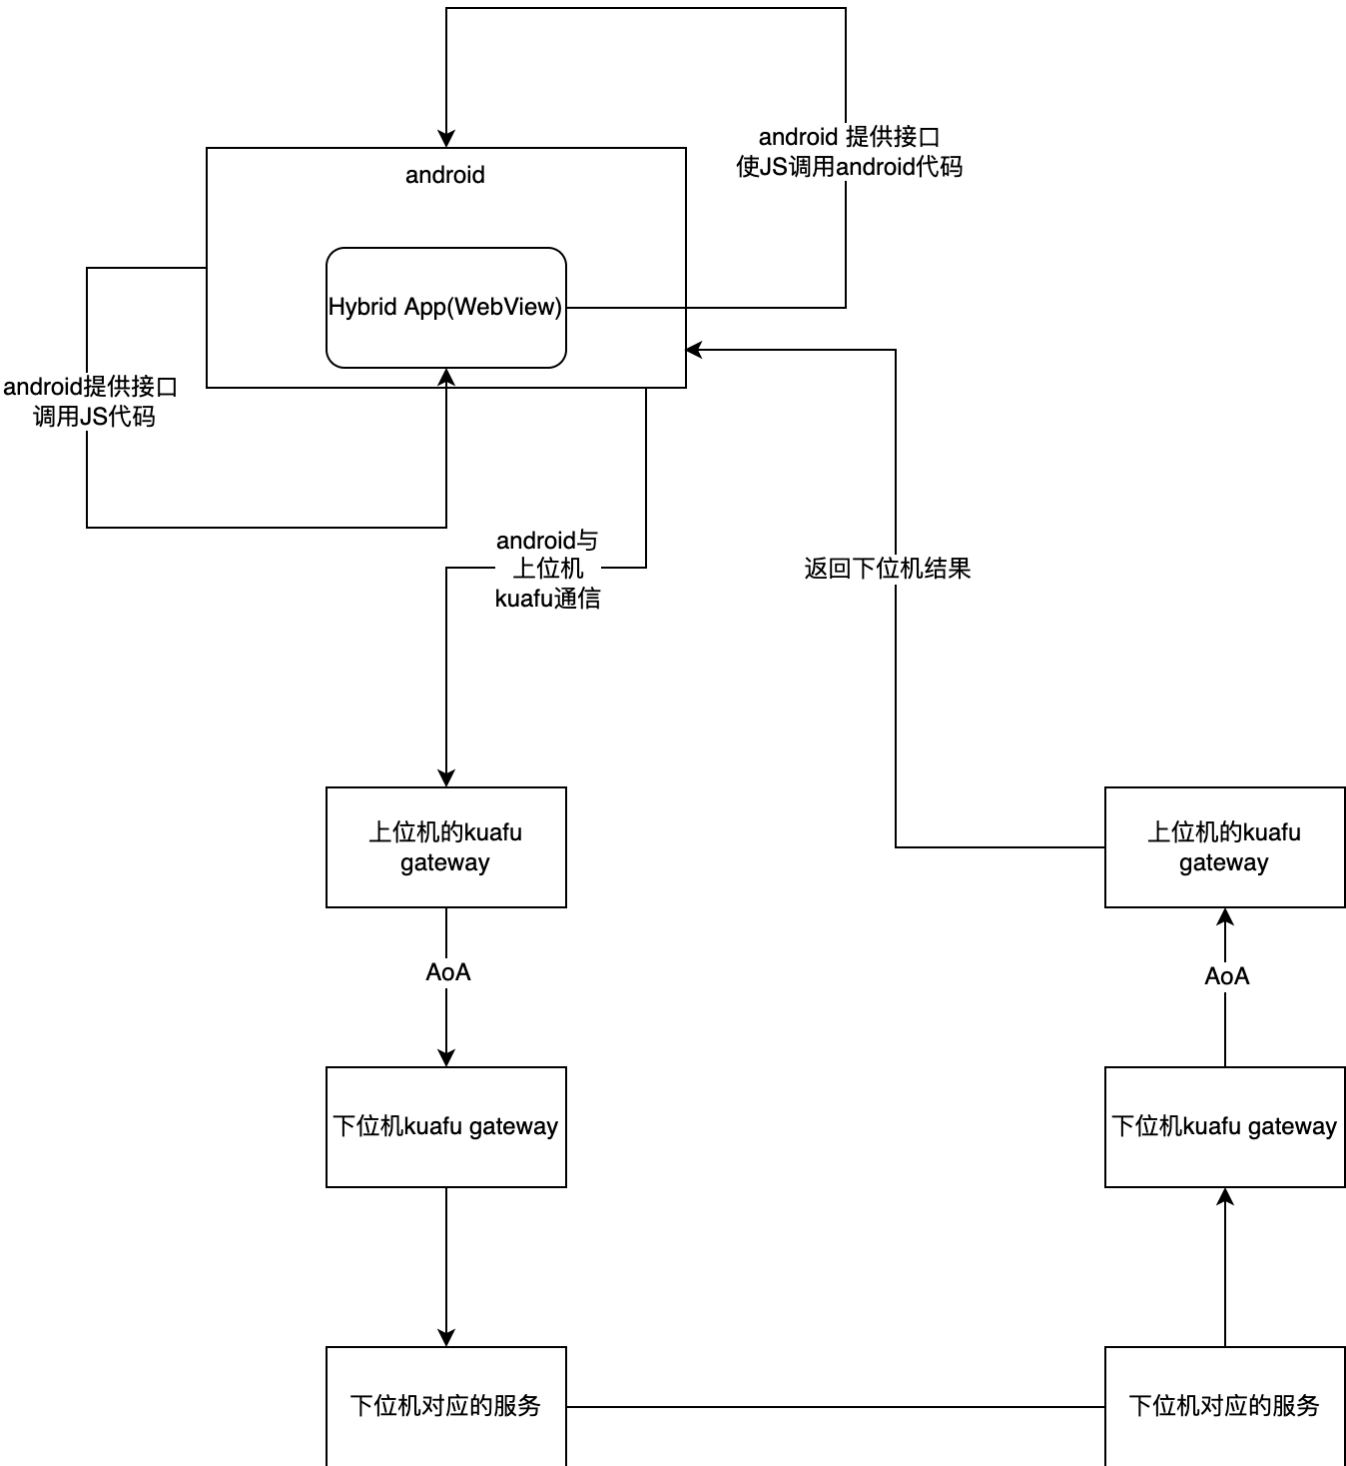 android 提供接口
使JS调用android代码
android
Hybrid App(WebView)
android提供接口
调用JS代码
android与
上位机
kuafu通信
返回下位机结果
上位机的kuafu
gateway
上位机的kuafu
gateway
AoA
AoA
下位机kuafu gateway
下位机kuafu gateway
下位机对应的服务
下位机对应的服务